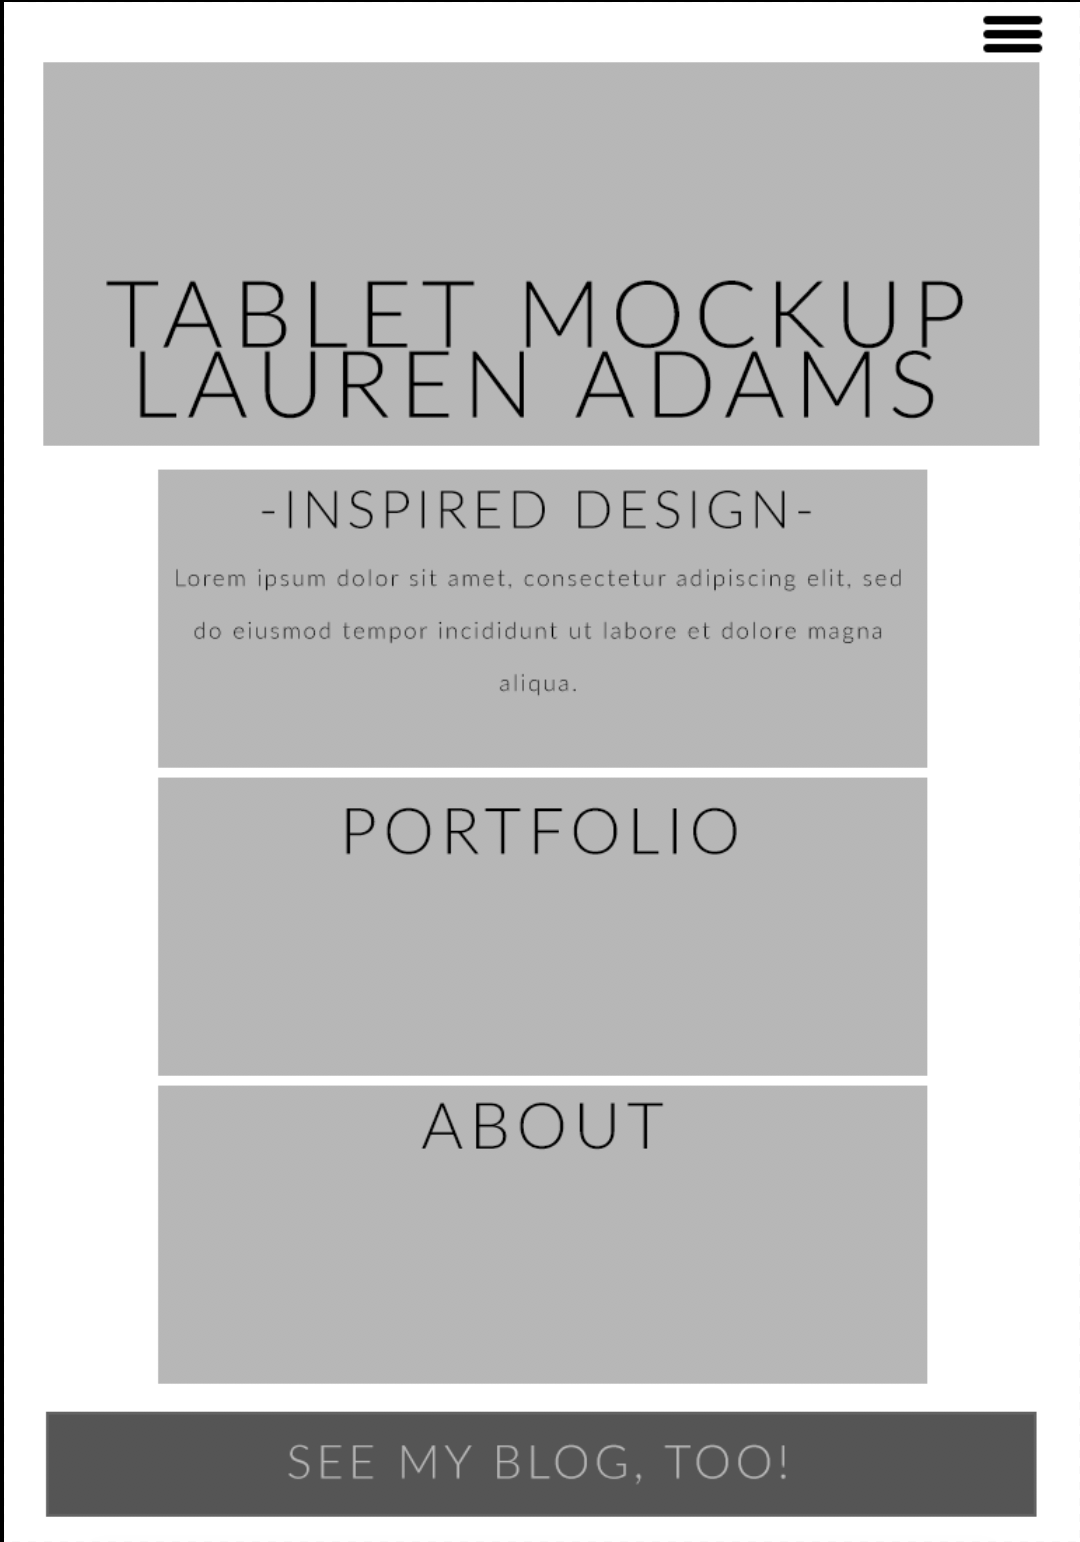 TABLET MOCKUP
LAUREN ADAMS
-INSPIRED DESIGN-
Lorem ipsum dolor sit amet, consectetur adipiscing elit, sed
do eiusmod tempor incididunt ut labore et dolore magna
aliqua.
PORTFOLIO
ABOUT
SEE MY BLOG, TOO!